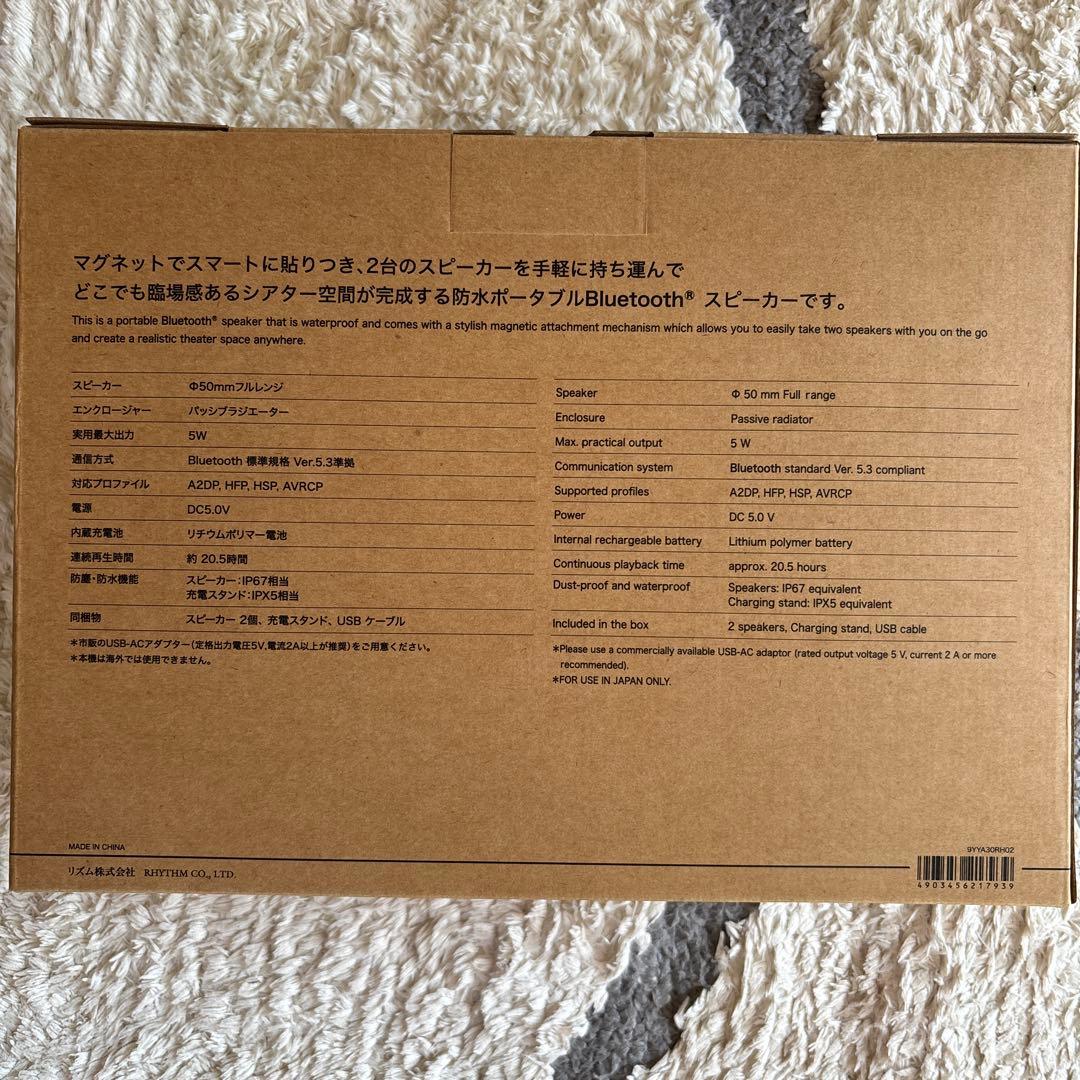 マグネットでスマートに貼りつき、2台のスピーカーを手軽に持ち運んで
どこでも臨場感あるシアター空間が完成する防水ポータブルBluetooth® スピーカーです。
This is a portable Bluetooth® speaker that is waterproof and comes with a stylish magnetic attachment mechanism which allows you to easily take two speakers with you on the go
and create a realistic theater space anywhere.
スピーカー Φ50mmフルレンジ
エンクロージャー パッシブラジエーター
実用最大出力 5W
通信方式 Bluetooth 標準規格 Ver.5.3準拠
対応プロファイル A2DP, HFP, HSP, AVRCP
電源 DC5.0V
内蔵充電池 リチウムポリマー電池
連続再生時間 約 20.5時間
防塵・防水機能 スピーカー：IP67相当
充電スタンド：IPX5相当
同梱物 スピーカー 2個、充電スタンド、USB ケーブル
＊市販のUSB-ACアダプター（定格出力電圧5V,電流2A以上が推奨）をご用意ください。
＊本機は海外では使用できません。
Speaker Φ 50 mm Full range
Enclosure Passive radiator
Max. practical output 5 W
Communication system Bluetooth standard Ver. 5.3 compliant
Supported profiles A2DP, HFP, HSP, AVRCP
Power DC 5.0 V
Internal rechargeable battery Lithium polymer battery
Continuous playback time approx. 20.5 hours
Dust-proof and waterproof Speakers: IP67 equivalent
Charging stand: IPX5 equivalent
Included in the box 2 speakers, Charging stand, USB cable
＊Please use a commercially available USB-AC adaptor (rated output voltage 5 V, current 2 A or more
recommended).
＊FOR USE IN JAPAN ONLY.
MADE IN CHINA
リズム株式会社 RHYTHM CO., LTD.
9YYA30RH02
4903456217939